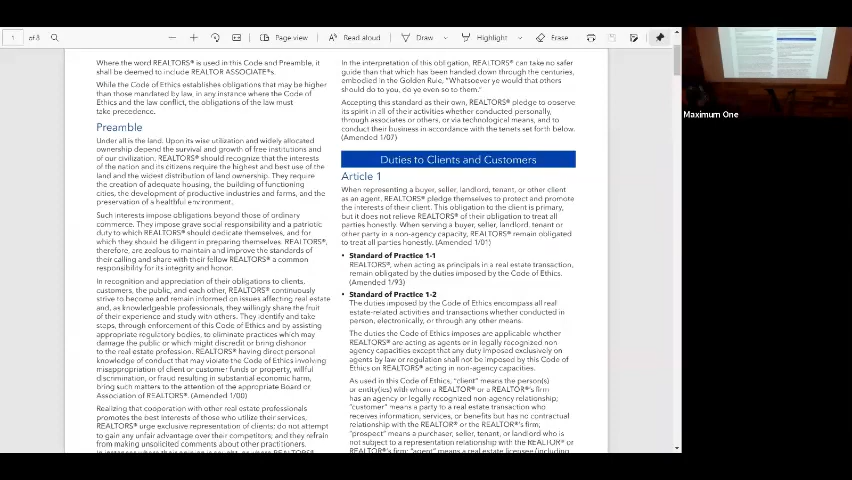 1
of 8
Page view
Read aloud
Draw
Highlight
Erase
Where the word REALTORS® is used in this Code and Preamble, it
shall be deemed to include REALTOR ASSOCIATE®s.
While the Code of Ethics establishes obligations that may be higher
than those mandated by law, in any instance where the Code of
Ethics and the law conflict, the obligations of the law must
take precedence.
Preamble
Under all is the land. Upon its wise utilization and widely allocated
ownership depend the survival and growth of free institutions and
of our civilization. REALTORS® should recognize that the interests
of the nation and its citizens require the highest and best use of the
land and the widest distribution of land ownership. They require
the creation of adequate housing, the building of functioning
cities, the development of productive industries and farms, and the
preservation of a healthful environment.
Such interests impose obligations beyond those of ordinary
commerce. They impose grave social responsibility and a patriotic
duty to which REALTORS® should dedicate themselves, and for
which they should be diligent in preparing themselves. REALTORS®,
therefore, are zealous to maintain and improve the standards of
their calling and share with their fellow REALTORS® a common
responsibility for its integrity and honor.
In recognition and appreciation of their obligations to clients,
customers, the public, and each other, REALTORS® continuously
strive to become and remain informed on issues affecting real estate
and, as knowledgeable professionals, they willingly share the fruit
of their experience and study with others. They identify and take
steps, through enforcement of this Code of Ethics and by assisting
appropriate regulatory bodies, to eliminate practices which may
damage the public or which might discredit or bring dishonor
to the real estate profession. REALTORS® having direct personal
knowledge of conduct that may violate the Code of Ethics involving
misappropriation of client or customer funds or property, willful
discrimination, or fraud resulting in substantial economic harm,
bring such matters to the attention of the appropriate Board or
Association of REALTORS®. (Amended 1/00)
Realizing that cooperation with other real estate professionals
promotes the best interests of those who utilize their services,
REALTORS® urge exclusive representation of clients; do not attempt
to gain any unfair advantage over their competitors; and they refrain
from making unsolicited comments about other practitioners.
In the interpretation of this obligation, REALTORS® can take no safer
guide than that which has been handed down through the centuries,
embodied in the Golden Rule, "Whatsoever ye would that others
should do to you, do ye even so to them."
Accepting this standard as their own, REALTORS® pledge to observe
its spirit in all of their activities whether conducted personally,
through associates or others, or via technological means, and to
conduct their business in accordance with the tenets set forth below.
(Amended 1/07)
Duties to Clients and Customers
Article 1
When representing a buyer, seller, landlord, tenant, or other client
as an agent, REALTORS® pledge themselves to protect and promote
the interests of their client. This obligation to the client is primary,
but it does not relieve REALTORS® of their obligation to treat all
parties honestly. When serving a buyer, seller, landlord, tenant or
other party in a non-agency capacity, REALTORS® remain obligated
to treat all parties honestly. (Amended 1/01)
• Standard of Practice 1-1
REALTORS®, when acting as principals in a real estate transaction,
remain obligated by the duties imposed by the Code of Ethics.
(Amended 1/93)
• Standard of Practice 1-2
The duties imposed by the Code of Ethics encompass all real
estate-related activities and transactions whether conducted in
person, electronically, or through any other means.
The duties the Code of Ethics imposes are applicable whether
REALTORS® are acting as agents or in legally recognized non-
agency capacities except that any duty imposed exclusively on
agents by law or regulation shall not be imposed by this Code of
Ethics on REALTORS® acting in non-agency capacities.
As used in this Code of Ethics, "client" means the person(s)
or entity(ies) with whom a REALTOR® or a REALTOR®'s firm
has an agency or legally recognized non-agency relationship;
"customer" means a party to a real estate transaction who
receives information, services, or benefits but has no contractual
relationship with the REALTOR® or the REALTOR®'s firm;
"prospect" means a purchaser, seller, tenant, or landlord who is
not subject to a representation relationship with the REALTOR® or
REALTOR®'s firm; "agent" means a real estate licensee (including
Maximum One